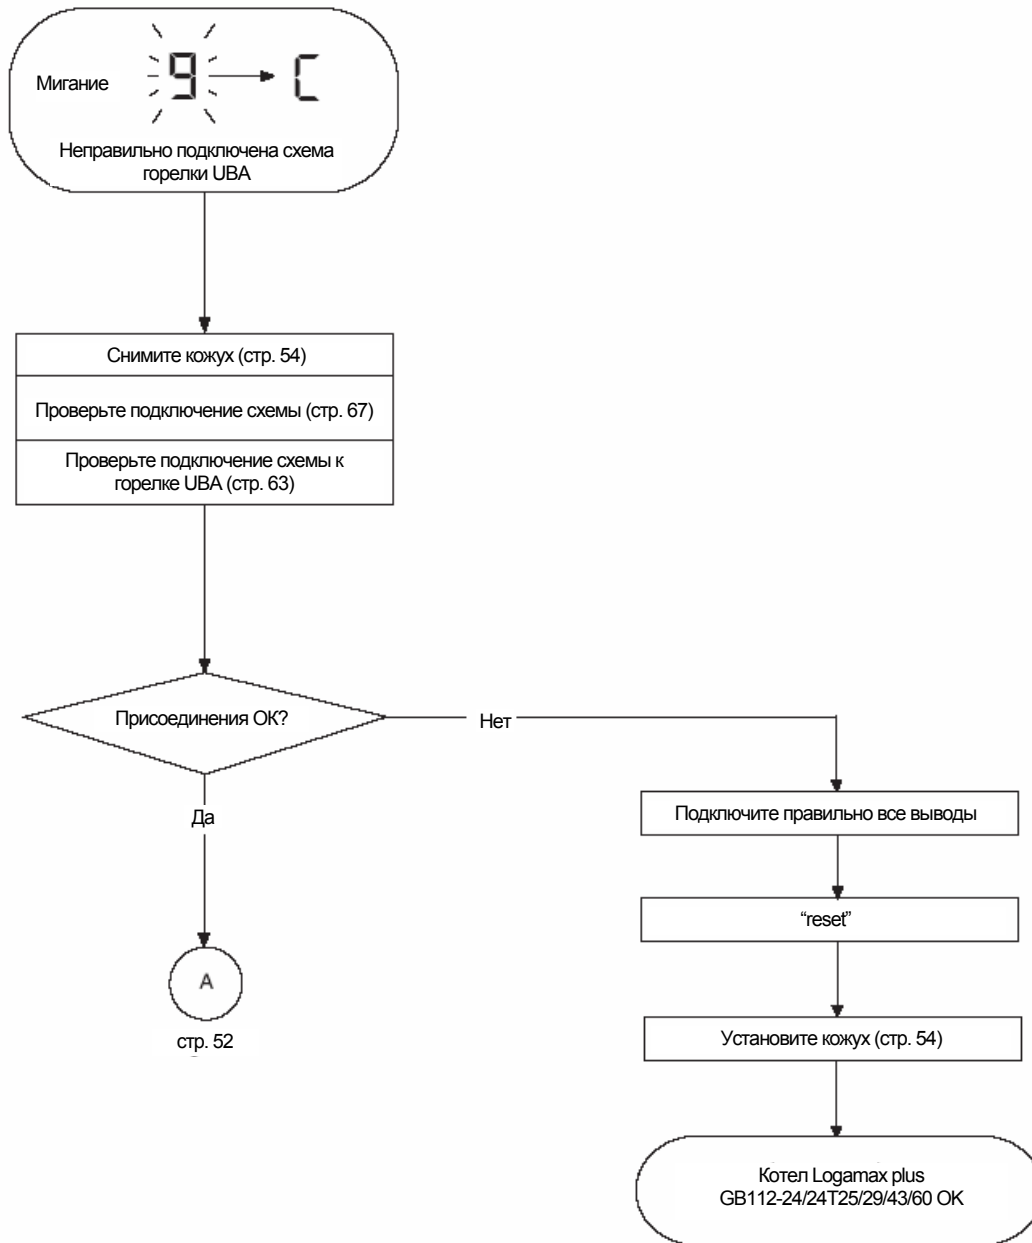 Мигание
9
C
Неправильно подключена схема
горелки UBA
Снимите кожух (стр. 54)
Проверьте подключение схемы (стр. 67)
Проверьте подключение схемы к
горелке UBA (стр. 63)
Присоединения ОК?
Нет
Да
Подключите правильно все выводы
“reset”
A
стр. 52
Установите кожух (стр. 54)
Котел Logamax plus
GB112-24/24T25/29/43/60 OK